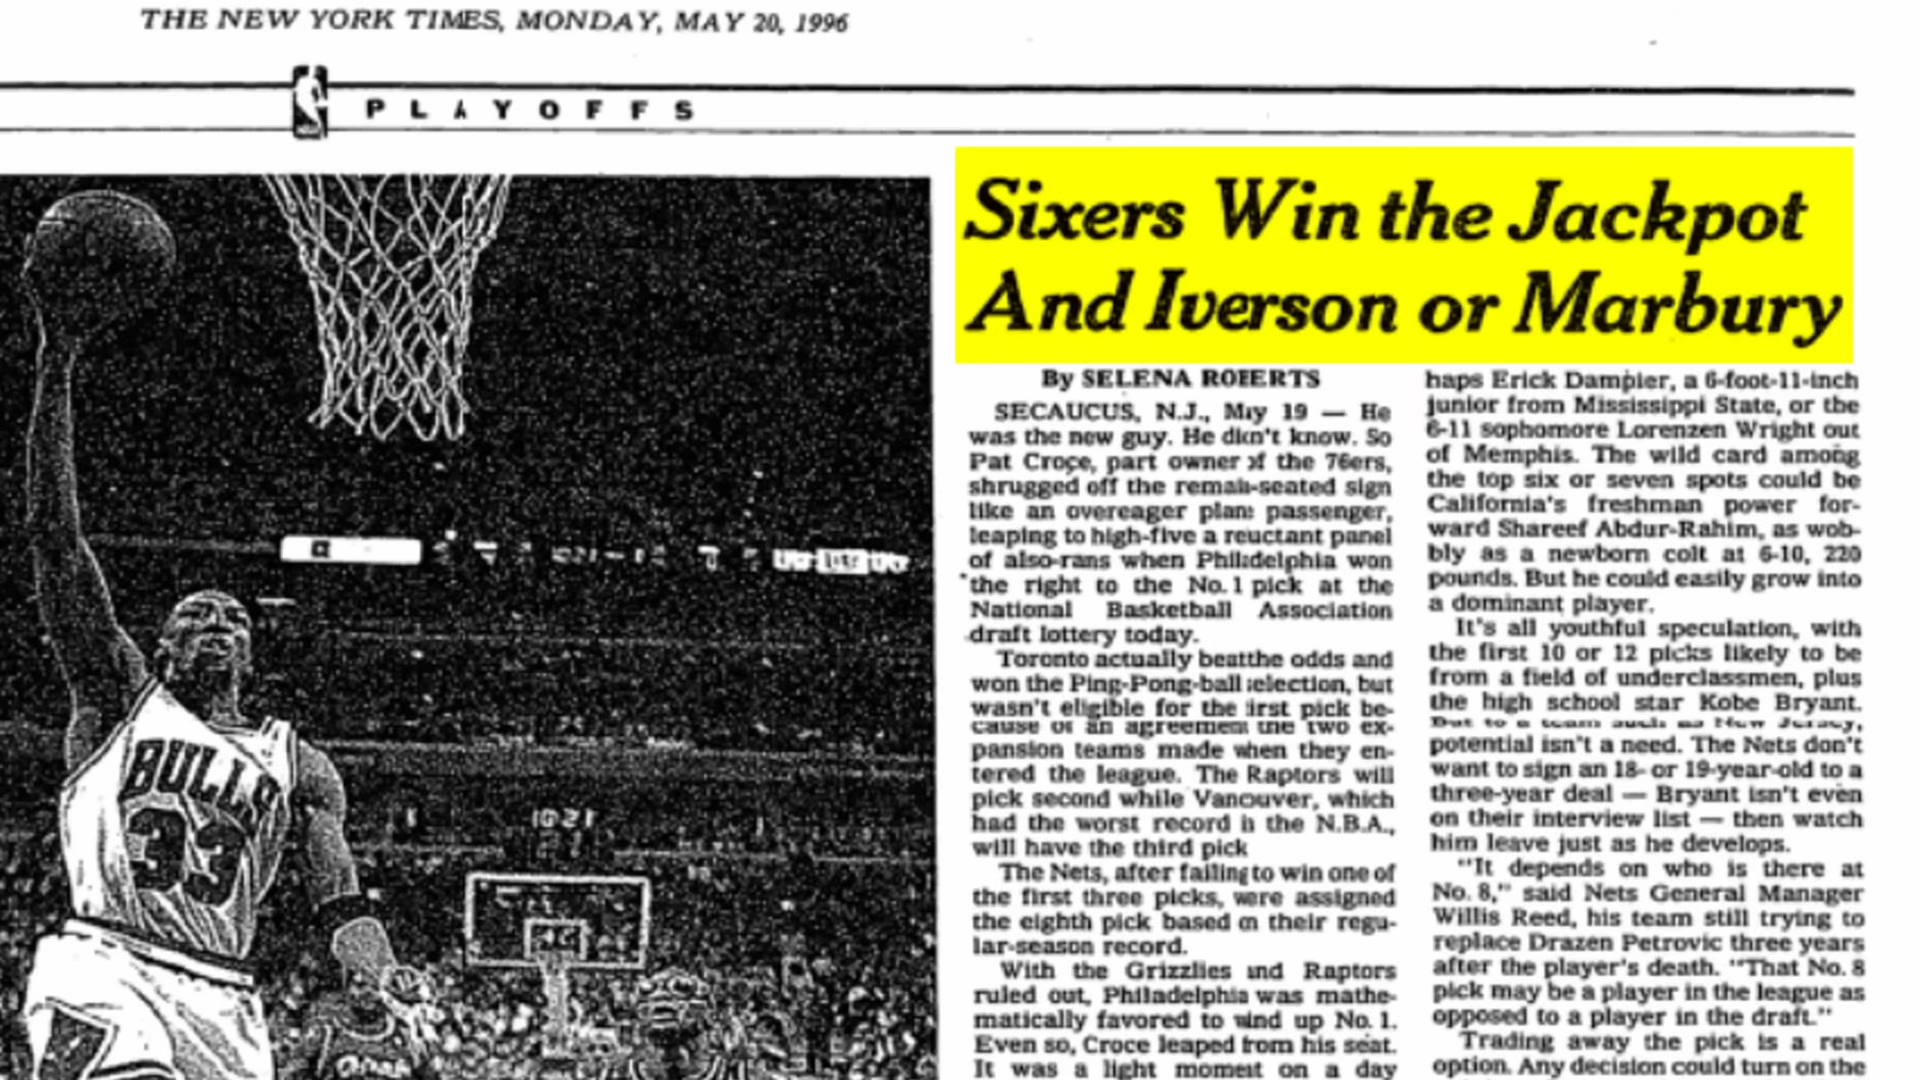 THE NEW YORK TIMES, MONDAY, MAY 20, 1996
PLAYOFFS
BULLS
33
Sixers Win the Jackpot
And Iverson or Marbury
By SELENA ROBERTS
SECAUCUS, N.J., May 19 — He
was the new guy. He didn't know. So
Pat Croce, part owner of the 76ers,
shrugged off the remain-seated sign
like an overeager plane passenger,
leaping to high-five a reluctant panel
of also-rans when Philadelphia won
the right to the No. 1 pick at the
National Basketball Association
draft lottery today.
Toronto actually beat the odds and
won the Ping-Pong-ball selection, but
wasn't eligible for the first pick be-
cause of an agreement the two ex-
pansion teams made when they en-
tered the league. The Raptors will
pick second while Vancouver, which
had the worst record in the N.B.A.,
will have the third pick
The Nets, after failing to win one of
the first three picks, were assigned
the eighth pick based on their regu-
lar-season record.
With the Grizzlies and Raptors
ruled out, Philadelphia was mathe-
matically favored to wind up No. 1.
Even so, Croce leaped from his seat.
It was a light moment on a day
haps Erick Dampier, a 6-foot-11-inch
junior from Mississippi State, or the
6-11 sophomore Lorenzen Wright out
of Memphis. The wild card among
the top six or seven spots could be
California's freshman power for-
ward Shareef Abdur-Rahim, as wob-
bly as a newborn colt at 6-10, 220
pounds. But he could easily grow into
a dominant player.
It's all youthful speculation, with
the first 10 or 12 picks likely to be
from a field of underclassmen, plus
the high school star Kobe Bryant.
But to a team such as New Jersey,
potential isn't a need. The Nets don't
want to sign an 18- or 19-year-old to a
three-year deal — Bryant isn't even
on their interview list — then watch
him leave just as he develops.
"It depends on who is there at
No. 8," said Nets General Manager
Willis Reed, his team still trying to
replace Drazen Petrovic three years
after the player's death. "That No. 8
pick may be a player in the league as
opposed to a player in the draft."
Trading away the pick is a real
option. Any decision could turn on the